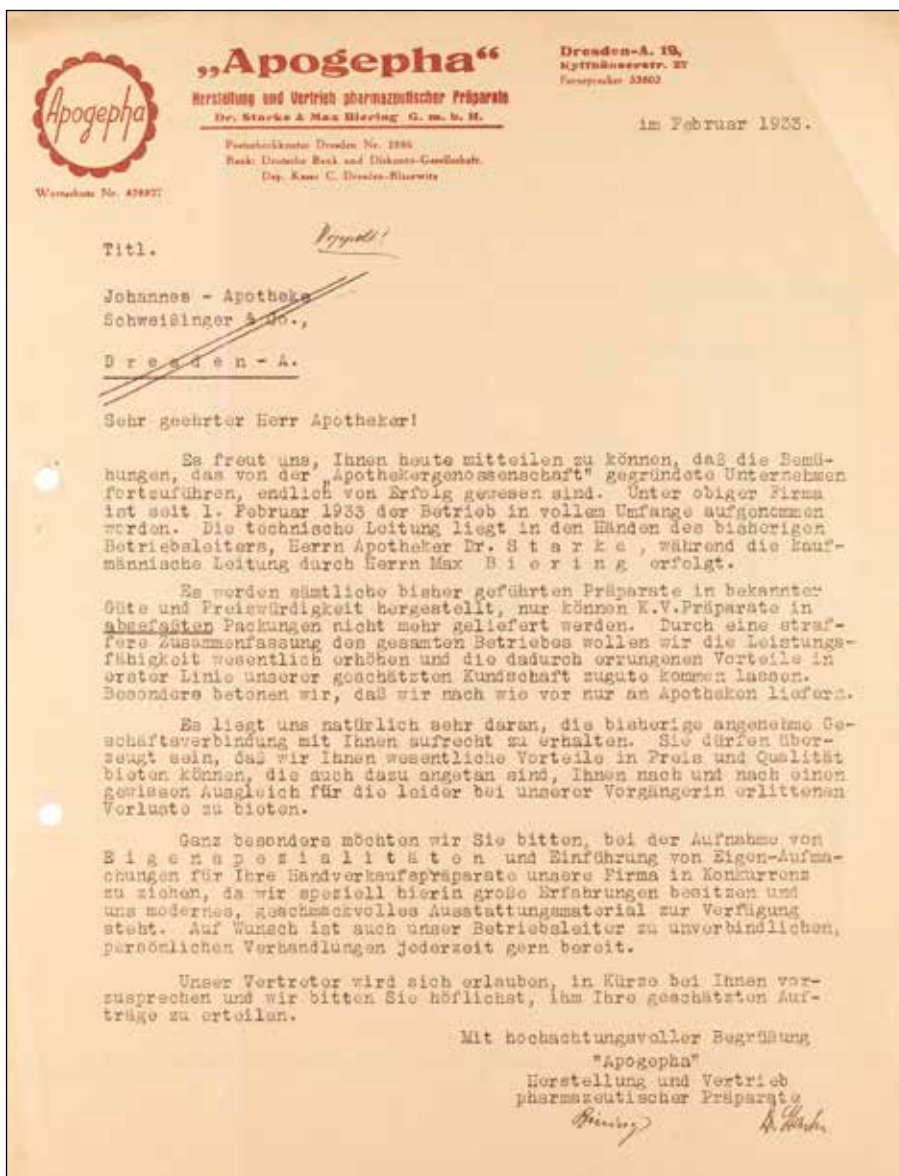 Apogepha
Warenschutz Nr.
„Apogepha“
Herstellung und Vertrieb pharmazeutischer Präparate
Dr. Starke & Max Biering G. m. b. H.
Postscheckkonto: Dresden Nr. 2886
Bank: Deutsche Bank und Diskonto-Gesellschaft,
Dep. Kasse C, Dresden-Blasewitz
Dresden-A. 19,
Kyffhäuserstr. 27
Fernsprecher 33802
im Februar 1933.
Titl.
Doppelt!
Johannes - Apotheke
Schweißinger & Co.,
D r e s d e n - A.
Sehr geehrter Herr Apotheker!
Es freut uns, Ihnen heute mitteilen zu können, daß die Bemü-
hungen, das von der „Apothekergenossenschaft" gegründete Unternehmen
fortzuführen, endlich von Erfolg gewesen sind. Unter obiger Firma
ist seit 1. Februar 1933 der Betrieb in vollem Umfange aufgenommen
worden. Die technische Leitung liegt in den Händen des bisherigen
Betriebsleiters, Herrn Apotheker Dr. S t a r k e , während die kauf-
männische Leitung durch Herrn Max B i e r i n g erfolgt.
Es werden sämtliche bisher geführten Präparate in bekannter
Güte und Preiswürdigkeit hergestellt, nur können K.V.Präparate in
abgefaßten Packungen nicht mehr geliefert werden. Durch eine straf-
fere Zusammenfassung des gesamten Betriebes wollen wir die Leistungs-
fähigkeit wesentlich erhöhen und die dadurch errungenen Vorteile in
erster Linie unserer geschätzten Kundschaft zugute kommen lassen.
Besonders betonen wir, daß wir nach wie vor nur an Apotheken liefern.
Es liegt uns natürlich sehr daran, die bisherige angenehme Ge-
schäftsverbindung mit Ihnen aufrecht zu erhalten. Sie dürfen über-
zeugt sein, daß wir Ihnen wesentliche Vorteile in Preis und Qualität
bieten können, die auch dazu angetan sind, Ihnen nach und nach einen
gewissen Ausgleich für die leider bei unserer Vorgängerin erlittenen
Verluste zu bieten.
Ganz besonders möchten wir Sie bitten, bei der Aufnahme von
E i g e n s p e z i a l i t ä t e n und Einführung von Eigen-Aufma-
chungen für Ihre Handverkaufspräparate unsere Firma in Konkurrenz
zu ziehen, da wir speziell hierin große Erfahrungen besitzen und
uns modernes, geschmackvolles Ausstattungsmaterial zur Verfügung
steht. Auf Wunsch ist auch unser Betriebsleiter zu unverbindlichen,
persönlichen Verhandlungen jederzeit gern bereit.
Unser Vertreter wird sich erlauben, in Kürze bei Ihnen vor-
zusprechen und wir bitten Sie höflichst, ihm Ihre geschätzten Auf-
träge zu erteilen.
Mit hochachtungsvoller Begrüßung
"Apogepha"
Herstellung und Vertrieb
pharmazeutischer Präparate
Biering Dr. Starke